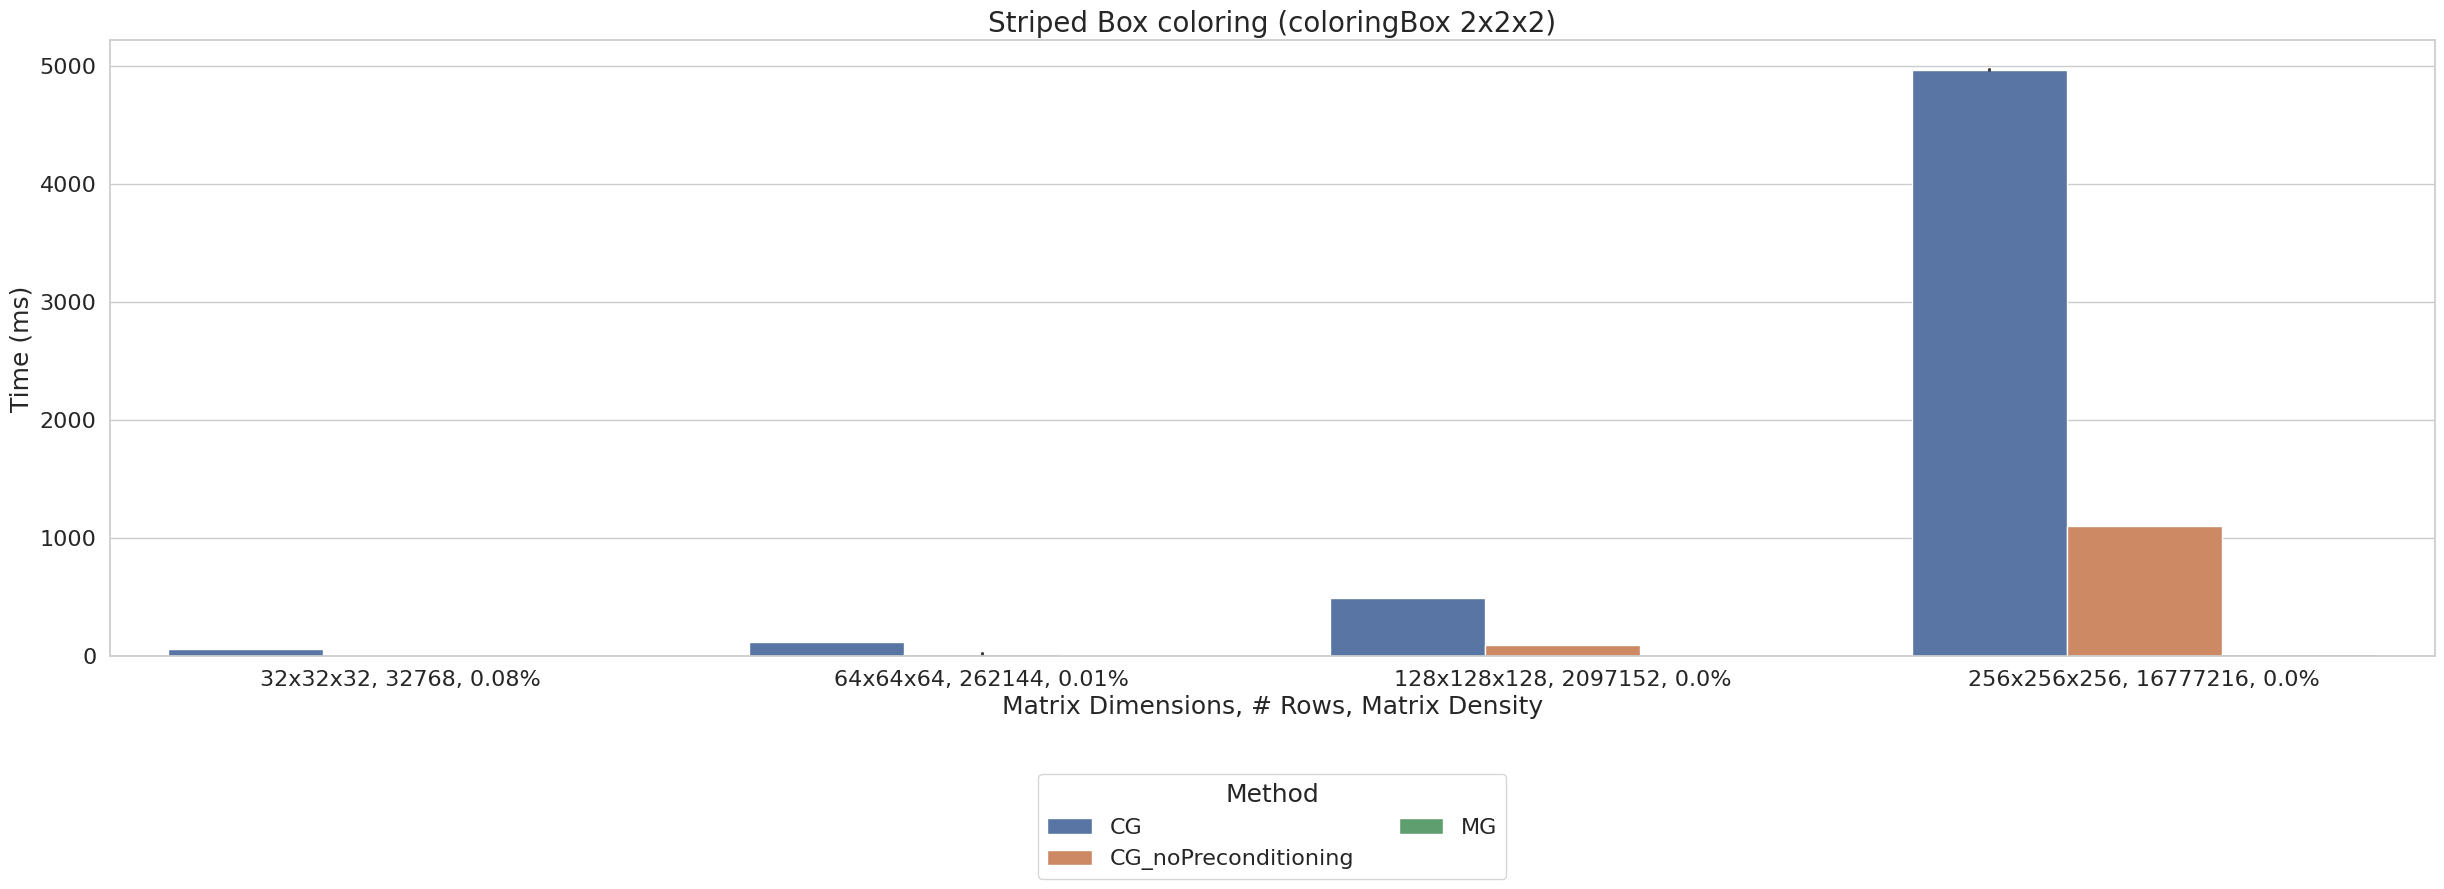 Striped Box coloring (coloringBox 2x2x2)
5000
4000
3000
2000
1000
0
Time (ms)
32x32x32, 32768, 0.08%
64x64x64, 262144, 0.01%
128x128x128, 2097152, 0.0%
256x256x256, 16777216, 0.0%
Matrix Dimensions, # Rows, Matrix Density
Method
CG
CG_noPreconditioning
MG